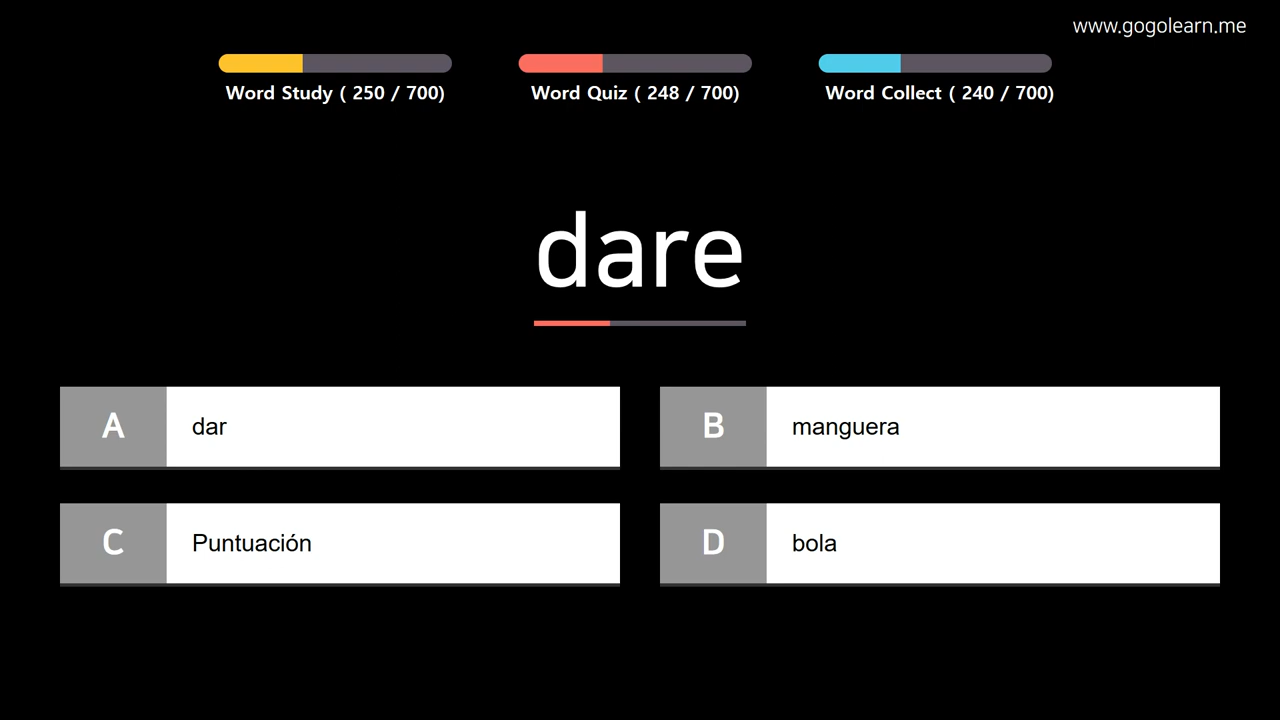 www.gogolearn.me
Word Study ( 250 / 700)
Word Quiz ( 248 / 700)
Word Collect ( 240 / 700)
dare
A dar
B manguera
C Puntuación
D bola